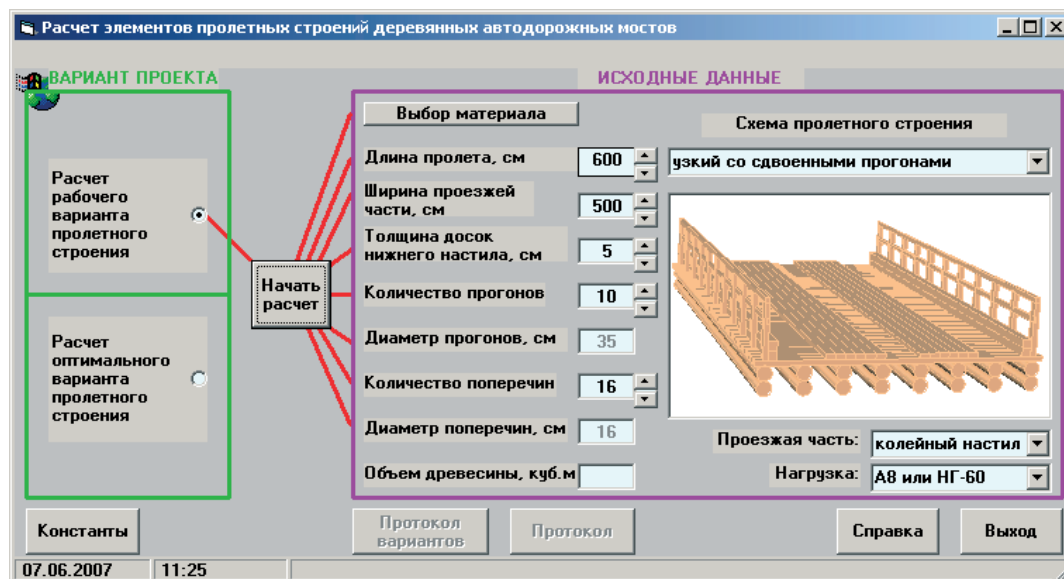 Расчет элементов пролетных строений деревянных автодорожных мостов
ВАРИАНТ ПРОЕКТА
ИСХОДНЫЕ ДАННЫЕ
Расчет
рабочего
варианта
пролетного
строения
Расчет
оптимального
варианта
пролетного
строения
Начать
расчет
Выбор материала
Длина пролета, см
600
Ширина проезжей
части, см
500
Толщина досок
нижнего настила, см
5
Количество прогонов
10
Диаметр прогонов, см
35
Количество поперечин
16
Диаметр поперечин, см
16
Объем древесины, куб.м
Схема пролетного строения
узкий со сдвоенными прогонами
Проезжая часть:
колейный настил
Нагрузка:
А8 или НГ-60
Константы
Протокол
вариантов
Протокол
Справка
Выход
07.06.2007
11:25